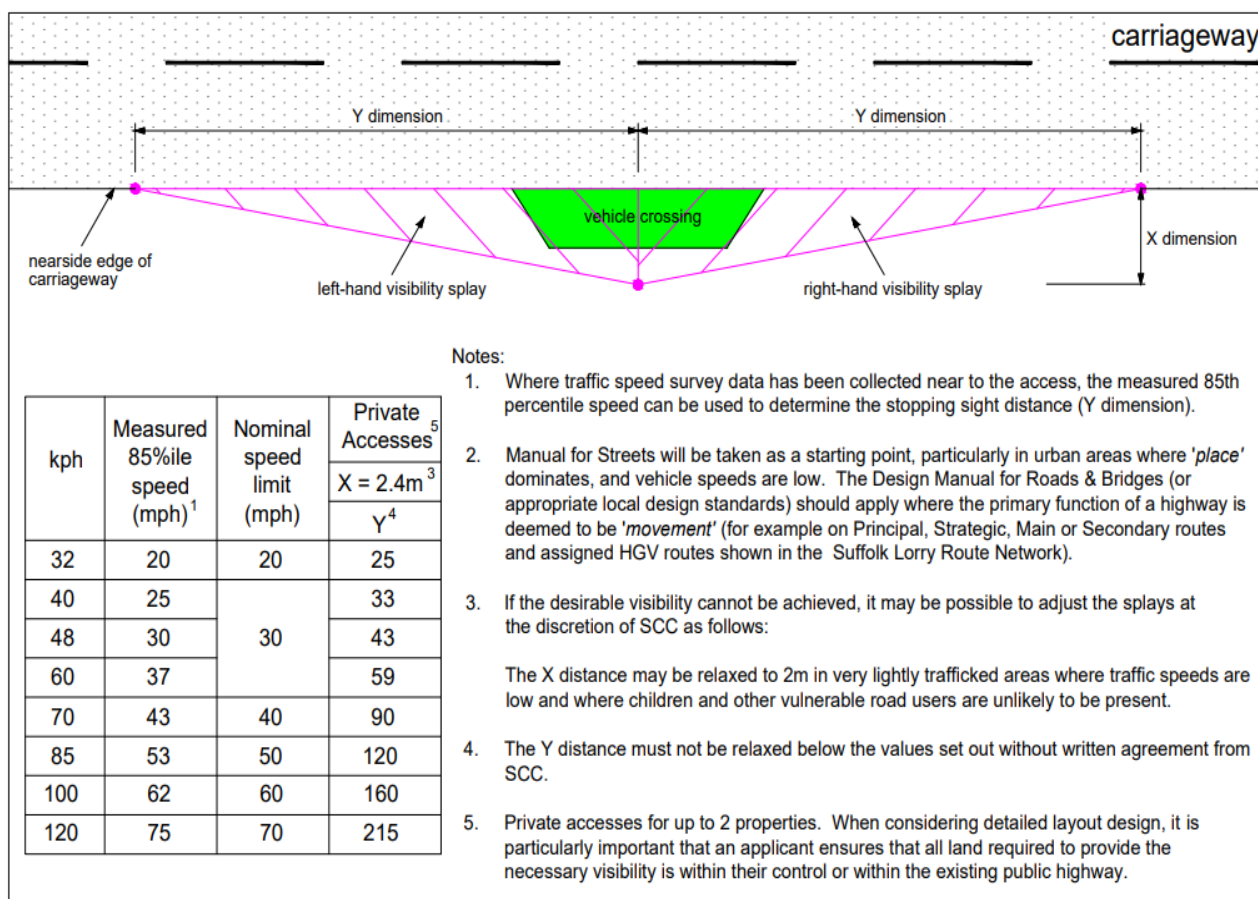 carriageway
Y dimension
Y dimension
vehicle crossing
X dimension
nearside edge of
carriageway
left-hand visibility splay
right-hand visibility splay
kph
Measured
85%ile
speed
(mph)1
Nominal
speed
limit
(mph)
Private
Accesses5
X = 2.4m3
Y4
32 20 20 25
40 25 33
48 30 30 43
60 37 59
70 43 40 90
85 53 50 120
100 62 60 160
120 75 70 215
Notes:
1. Where traffic speed survey data has been collected near to the access, the measured 85th
percentile speed can be used to determine the stopping sight distance (Y dimension).
2. Manual for Streets will be taken as a starting point, particularly in urban areas where 'place'
dominates, and vehicle speeds are low. The Design Manual for Roads & Bridges (or
appropriate local design standards) should apply where the primary function of a highway is
deemed to be 'movement' (for example on Principal, Strategic, Main or Secondary routes
and assigned HGV routes shown in the Suffolk Lorry Route Network).
3. If the desirable visibility cannot be achieved, it may be possible to adjust the splays at
the discretion of SCC as follows:
The X distance may be relaxed to 2m in very lightly trafficked areas where traffic speeds are
low and where children and other vulnerable road users are unlikely to be present.
4. The Y distance must not be relaxed below the values set out without written agreement from
SCC.
5. Private accesses for up to 2 properties. When considering detailed layout design, it is
particularly important that an applicant ensures that all land required to provide the
necessary visibility is within their control or within the existing public highway.